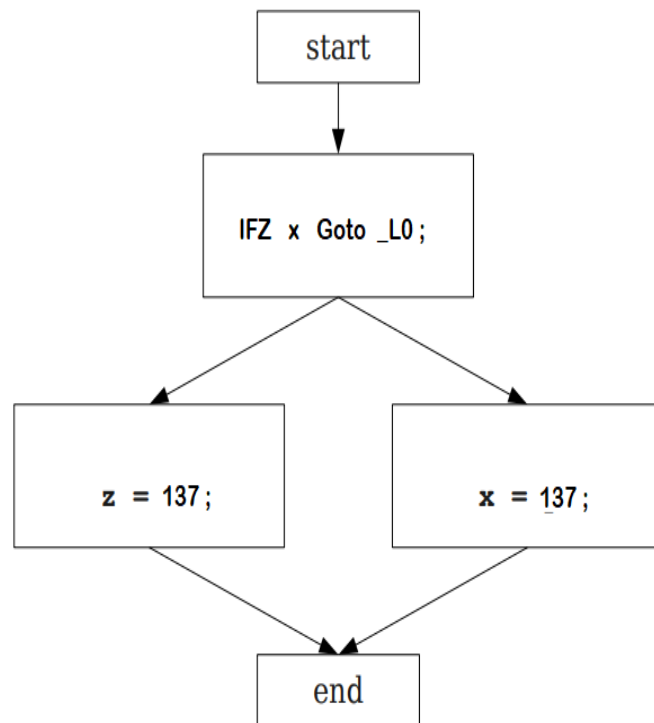 start
IFZ x Goto _L0;
z = 137;
x = 137;
end